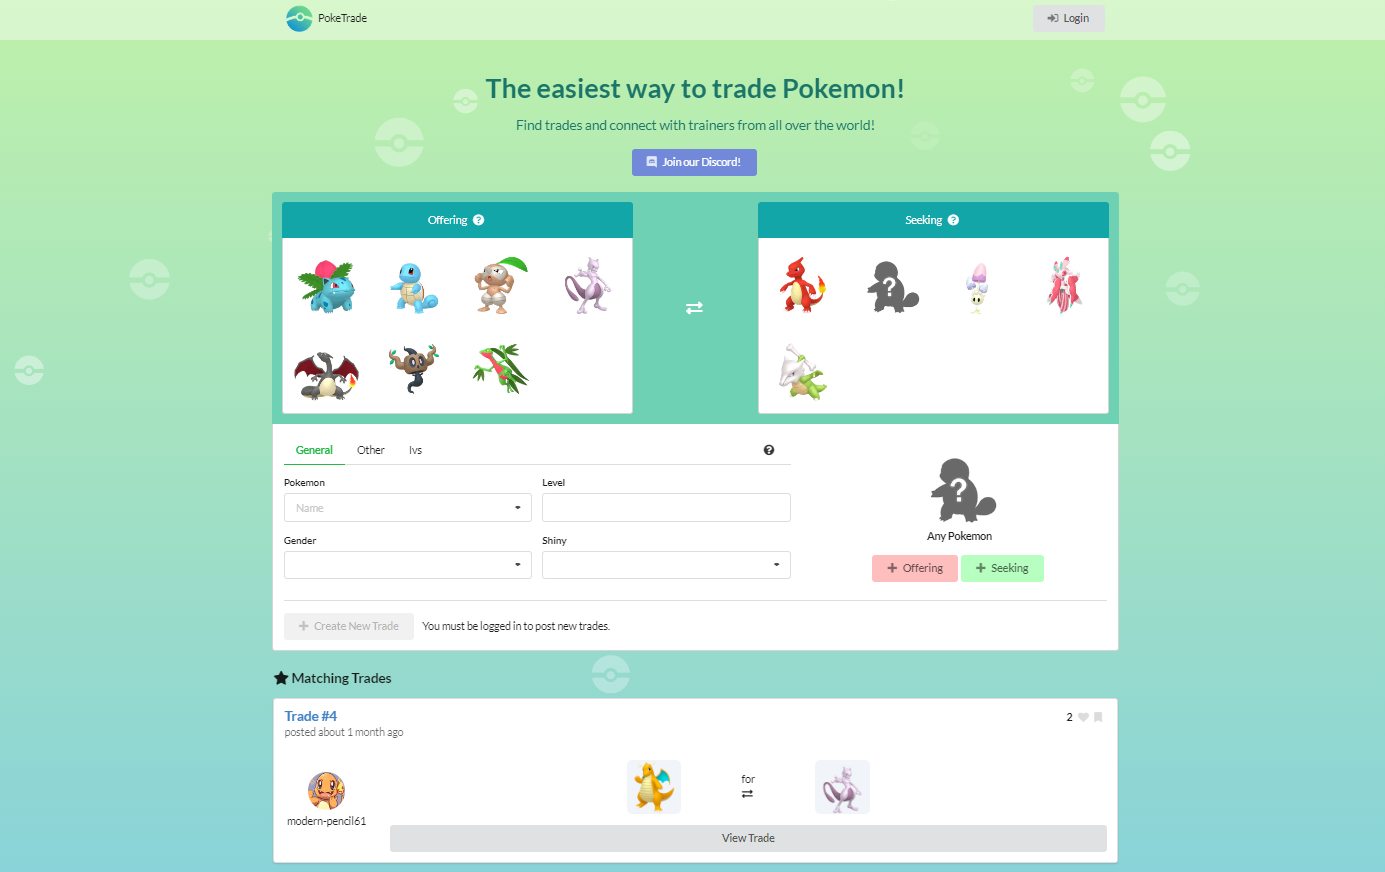 PokeTrade
Login
The easiest way to trade Pokemon!
Find trades and connect with trainers from all over the world!
Join our Discord!
Offering ?
Seeking ?
?
General Other Ivs ?
Pokemon
Level
Name
Gender
Shiny
?
Any Pokemon
+ Offering
+ Seeking
+ Create New Trade
You must be logged in to post new trades.
Matching Trades
Trade #4
2
posted about 1 month ago
modern-pencil61
for
View Trade